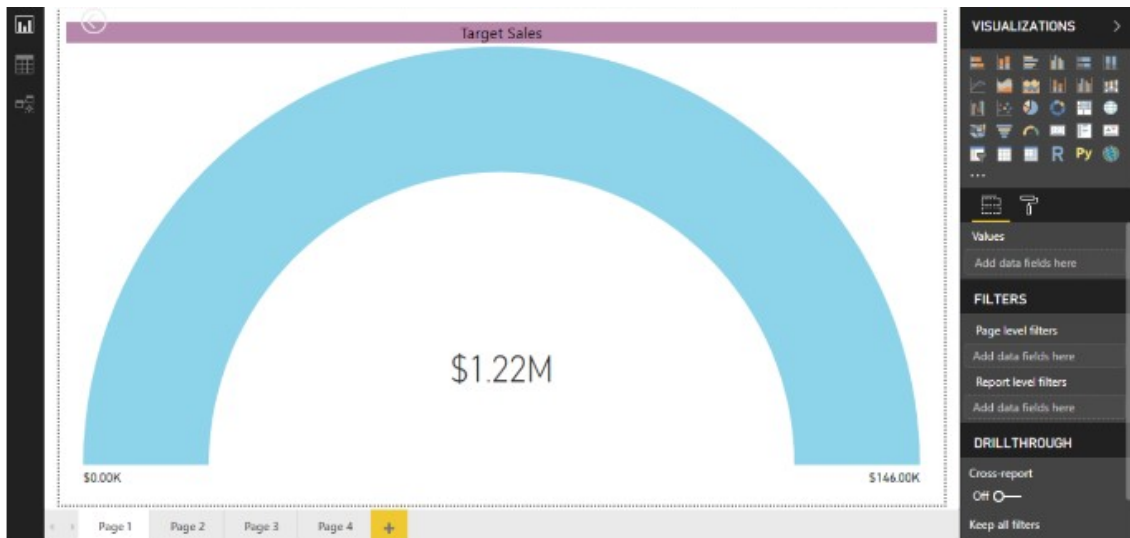 Target Sales
$1.22M
$0.00K
$146.00K
Page 1
Page 2
Page 3
Page 4
+
VISUALIZATIONS
R
Py
...
Values
Add data fields here
FILTERS
Page level filters
Add data fields here
Report level filters
Add data fields here
DRILLTHROUGH
Cross-report
Off
Keep all filters